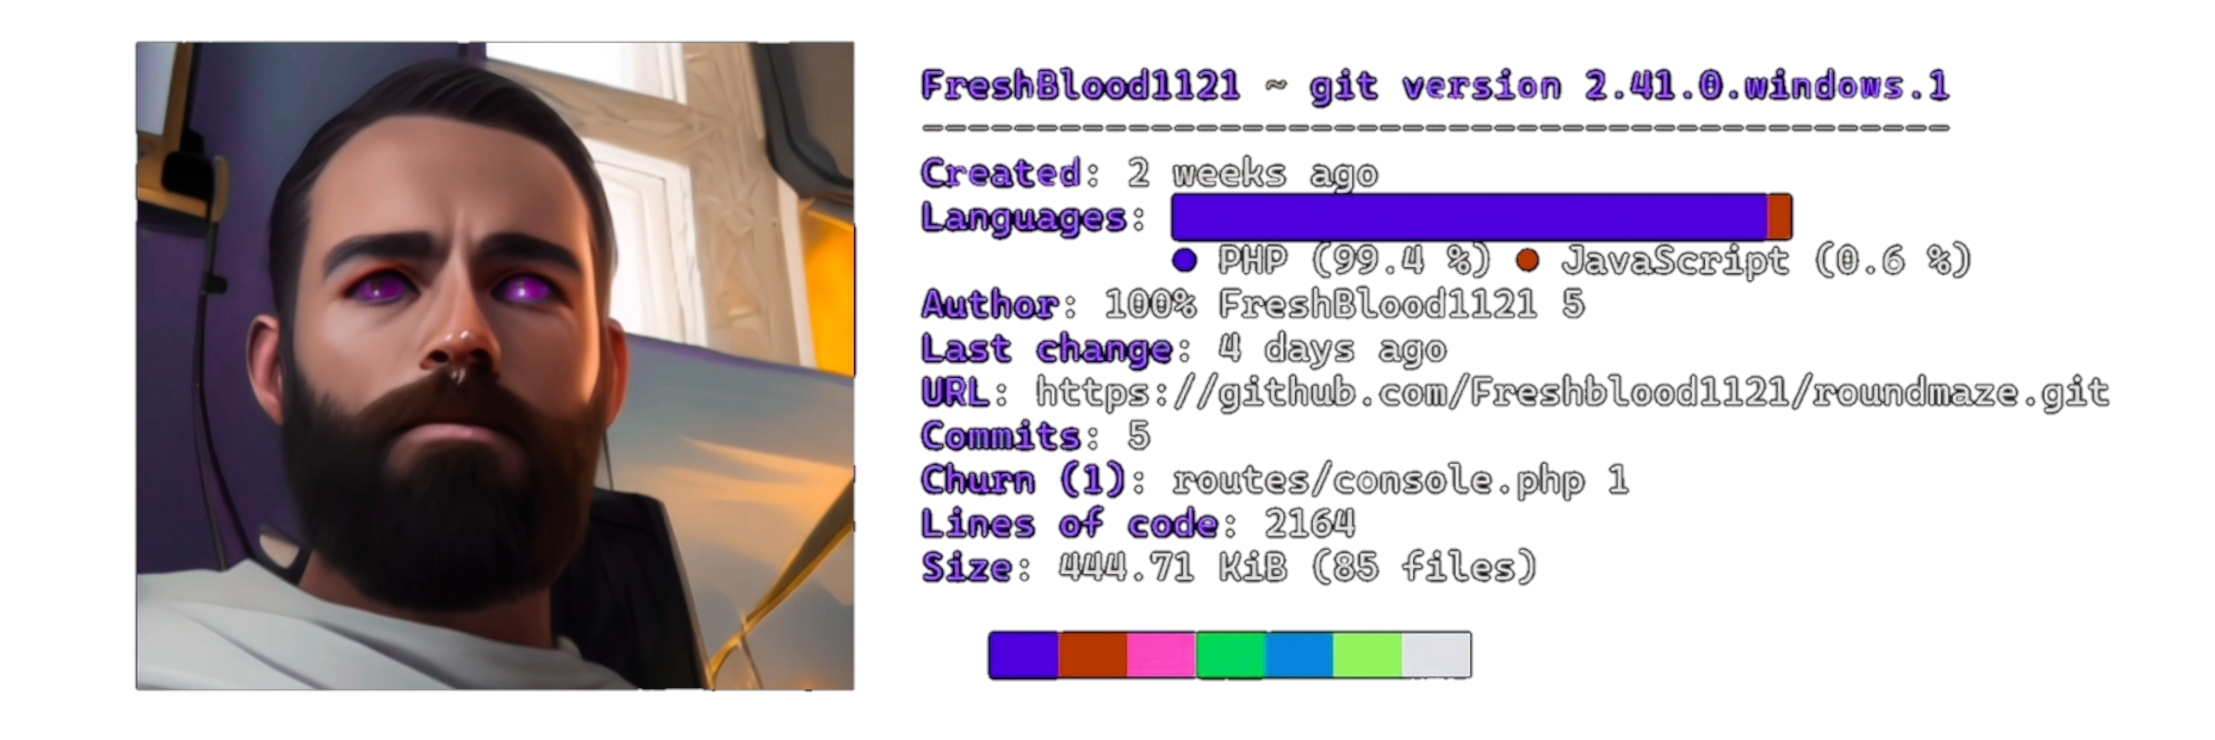 FreshBlood1121 ~ git version 2.41.0.windows.1
---------------------------------------------
Created: 2 weeks ago
Languages:
● PHP (99.4 %) ● JavaScript (0.6 %)
Author: 100% FreshBlood1121 5
Last change: 4 days ago
URL: https://github.com/Freshblood1121/roundmaze.git
Commits: 5
Churn (1): routes/console.php 1
Lines of code: 2164
Size: 444.71 KiB (85 files)